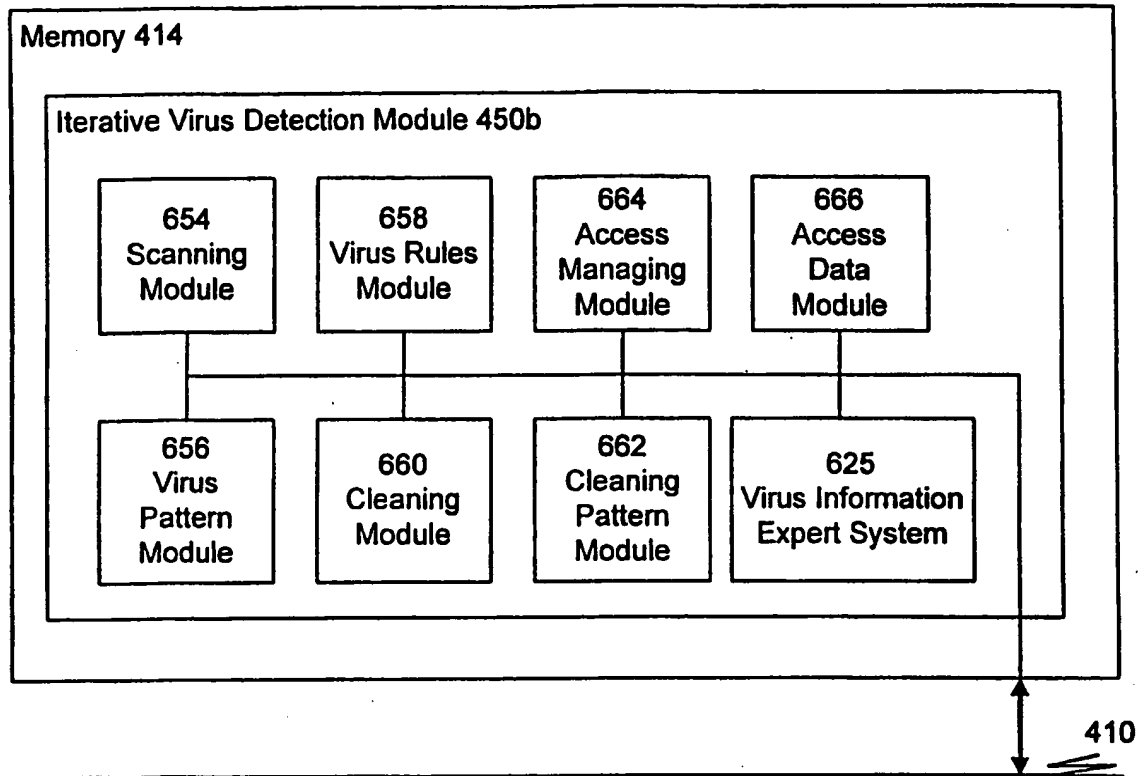 Memory 414
Iterative Virus Detection Module 450b
654
Scanning
Module
658
Virus Rules
Module
664
Access
Managing
Module
666
Access
Data
Module
656
Virus
Pattern
Module
660
Cleaning
Module
662
Cleaning
Pattern
Module
625
Virus Information
Expert System
410